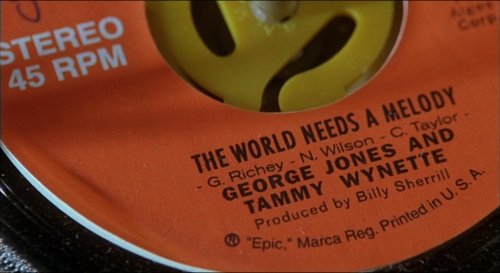 STEREO
45 RPM
THE WORLD NEEDS A MELODY
- G. Richey - N. Wilson - C. Taylor -
GEORGE JONES AND
TAMMY WYNETTE
Produced by Billy Sherrill
® "Epic," Marca Reg. Printed in U.S.A.